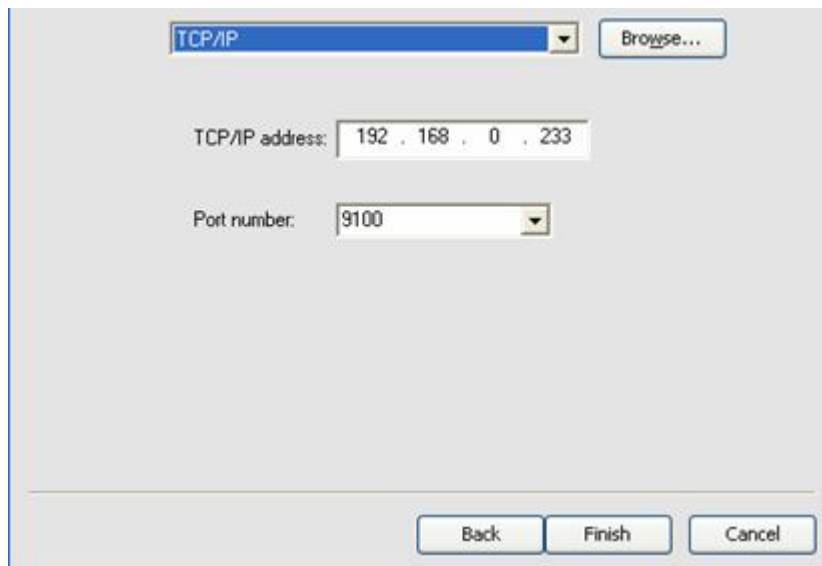 TCP/IP Browse...
TCP/IP address: 192 . 168 . 0 . 233
Port number: 9100
Back Finish Cancel